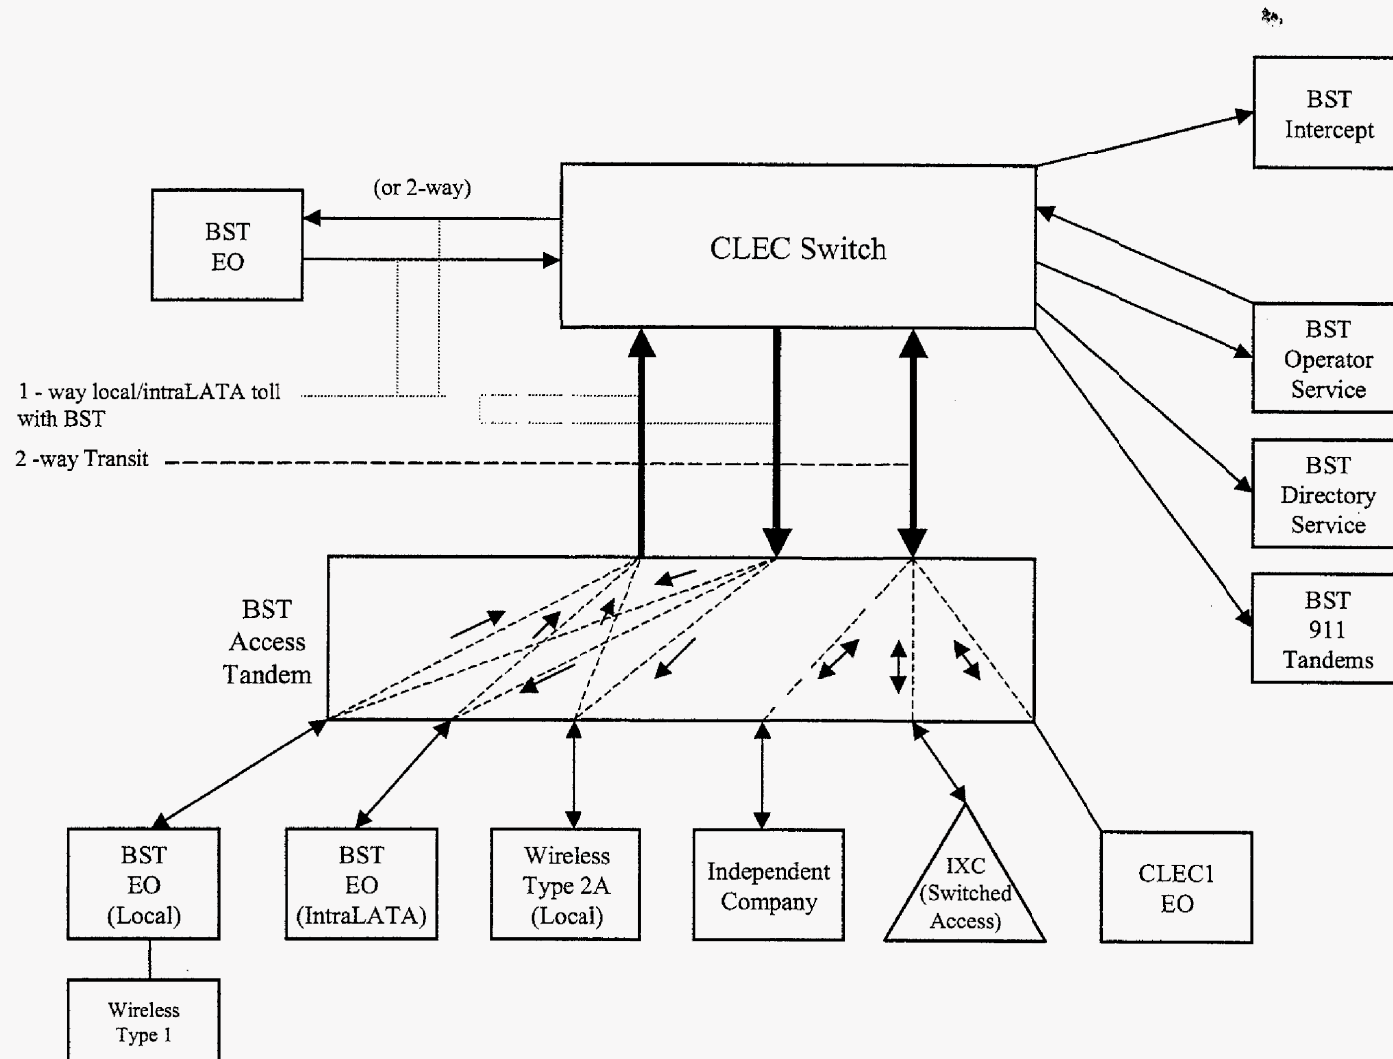 BST
Intercept
(or 2-way)
BST
EO
CLEC Switch
BST
Operator
Service
1 - way local/intraLATA toll
with BST
2 -way Transit
BST
Directory
Service
BST
911
Tandems
BST
Access
Tandem
BST
EO
(Local)
BST
EO
(IntraLATA)
Wireless
Type 2A
(Local)
Independent
Company
IXC
(Switched
Access)
CLEC1
EO
Wireless
Type 1